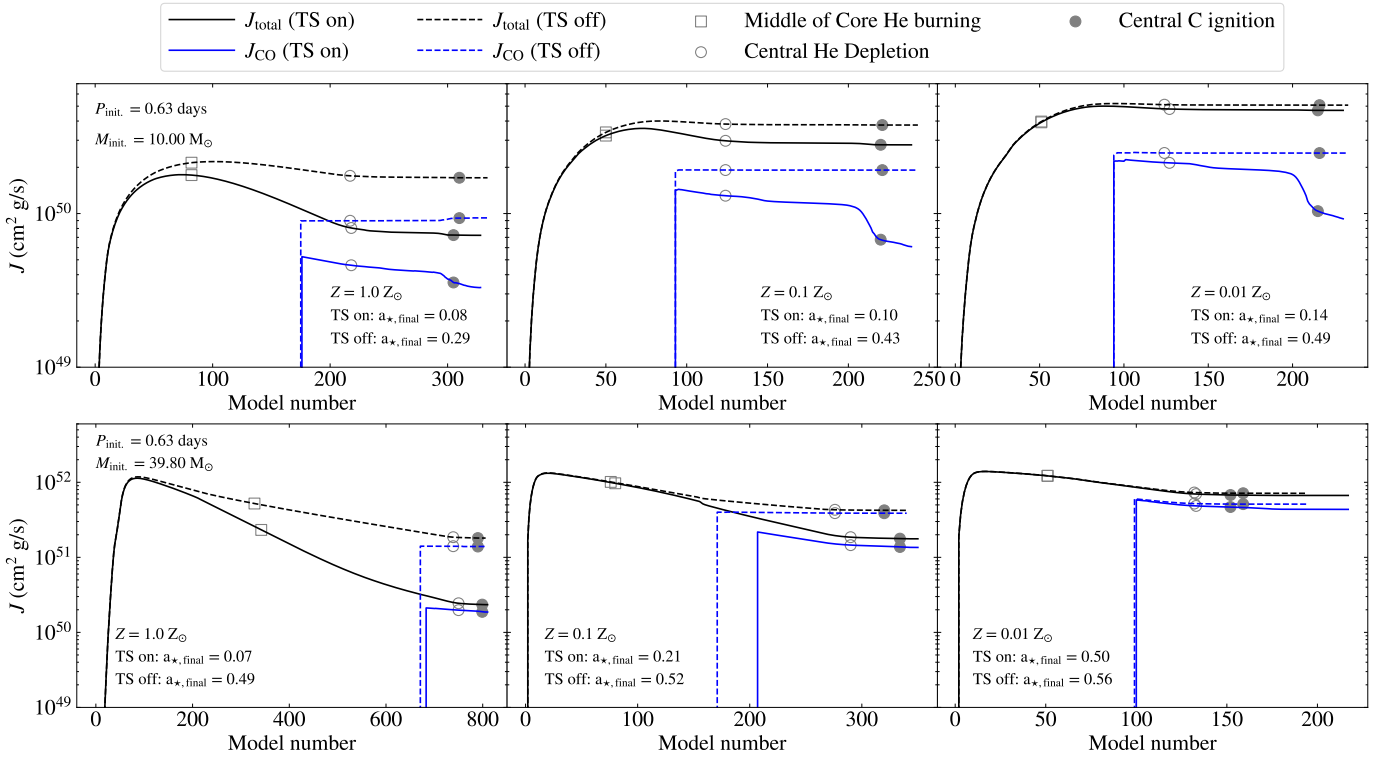 J_total (TS on) J_total (TS off) Middle of Core He burning Central C ignition
J_CO (TS on) J_CO (TS off) Central He Depletion
P_init. = 0.63 days
M_init. = 10.00 M⊙
J (cm² g/s)
10^50
10^49
Z = 1.0 Z⊙
TS on: a⋆,final = 0.08
TS off: a⋆,final = 0.29
0 100 200 300
Model number
Z = 0.1 Z⊙
TS on: a⋆,final = 0.10
TS off: a⋆,final = 0.43
0 50 100 150 200 250
Model number
Z = 0.01 Z⊙
TS on: a⋆,final = 0.14
TS off: a⋆,final = 0.49
0 50 100 150 200
Model number
P_init. = 0.63 days
M_init. = 39.80 M⊙
J (cm² g/s)
10^52
10^51
10^50
10^49
Z = 1.0 Z⊙
TS on: a⋆,final = 0.07
TS off: a⋆,final = 0.49
0 200 400 600 800
Model number
Z = 0.1 Z⊙
TS on: a⋆,final = 0.21
TS off: a⋆,final = 0.52
0 100 200 300
Model number
Z = 0.01 Z⊙
TS on: a⋆,final = 0.50
TS off: a⋆,final = 0.56
0 50 100 150 200
Model number